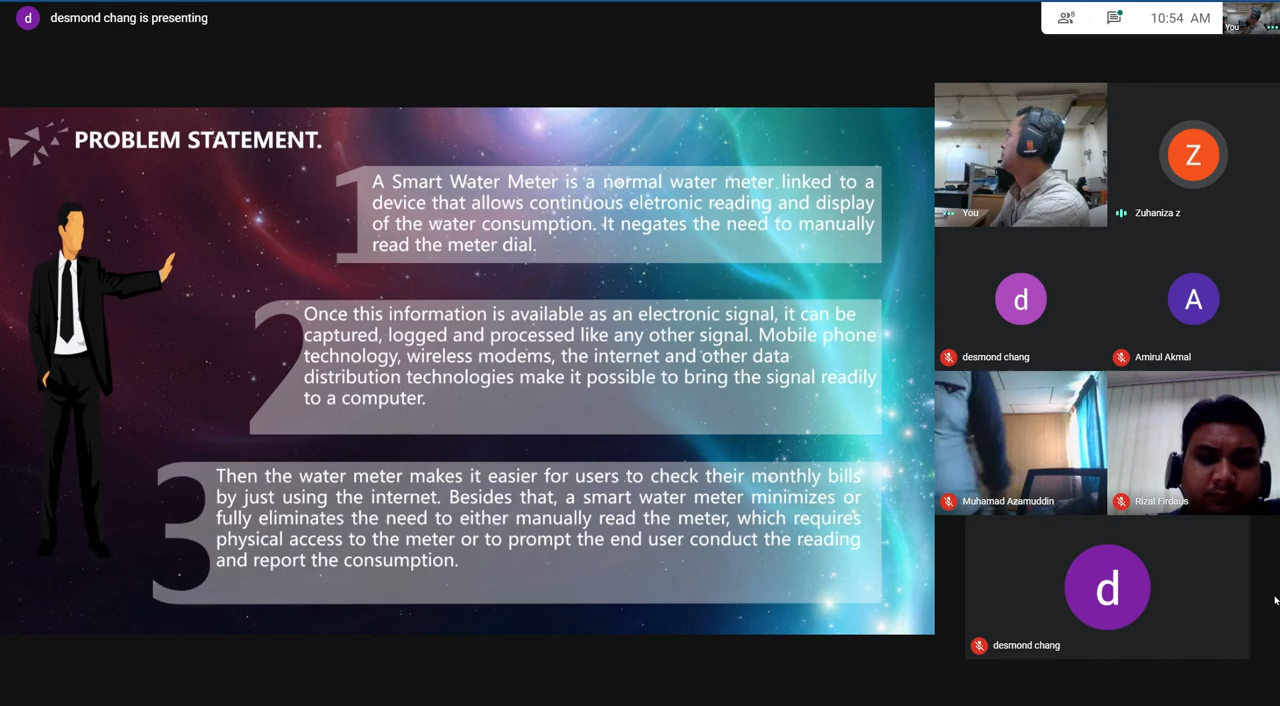 d
desmond chang is presenting
8
10:54 AM
You
PROBLEM STATEMENT.
1
A Smart Water Meter is a normal water meter linked to a
device that allows continuous eletronic reading and display
of the water consumption. It negates the need to manually
read the meter dial.
2
Once this information is available as an electronic signal, it can be
captured, logged and processed like any other signal. Mobile phone
technology, wireless modems, the internet and other data
distribution technologies make it possible to bring the signal readily
to a computer.
3
Then the water meter makes it easier for users to check their monthly bills
by just using the internet. Besides that, a smart water meter minimizes or
fully eliminates the need to either manually read the meter, which requires
physical access to the meter or to prompt the end user conduct the reading
and report the consumption.
You
Z
Zuhaniza z
d
desmond chang
A
Amirul Akmal
Muhamad Azamuddin
Rizal Firdaus
d
desmond chang